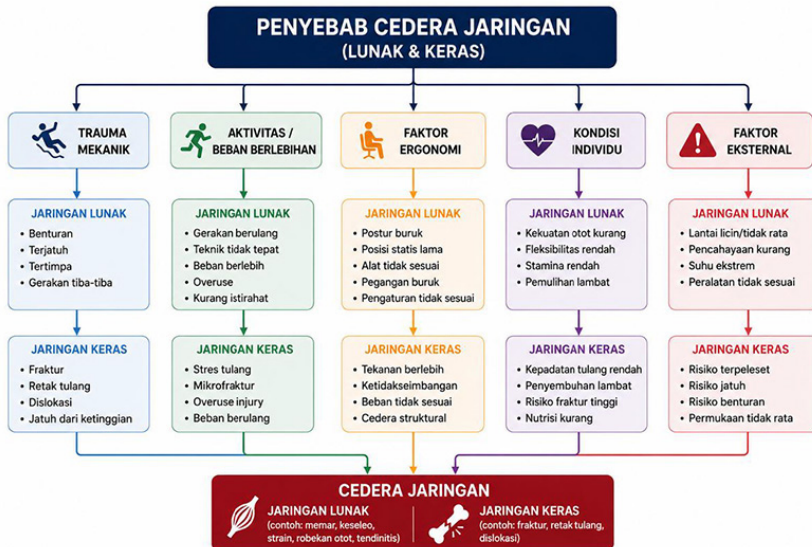 PENYEBAB CEDERA JARINGAN
(LUNAK & KERAS)
TRAUMA
MEKANIK
JARINGAN LUNAK
• Benturan
• Terjatuh
• Tertimpa
• Gerakan tiba-tiba
JARINGAN KERAS
• Fraktur
• Retak tulang
• Dislokasi
• Jatuh dari ketinggian
AKTIVITAS /
BEBAN BERLEBIHAN
JARINGAN LUNAK
• Gerakan berulang
• Teknik tidak tepat
• Beban berlebih
• Overuse
• Kurang istirahat
JARINGAN KERAS
• Stres tulang
• Mikrofraktur
• Overuse injury
• Beban berulang
FAKTOR
ERGONOMI
JARINGAN LUNAK
• Postur buruk
• Posisi statis lama
• Alat tidak sesuai
• Pegangan buruk
• Pengaturan tidak sesuai
JARINGAN KERAS
• Tekanan berlebih
• Ketidakseimbangan
• Beban tidak sesuai
• Cedera struktural
KONDISI
INDIVIDU
JARINGAN LUNAK
• Kekuatan otot kurang
• Fleksibilitas rendah
• Stamina rendah
• Pemulihan lambat
JARINGAN KERAS
• Kepadatan tulang rendah
• Penyembuhan lambat
• Risiko fraktur tinggi
• Nutrisi kurang
FAKTOR
EKSTERNAL
JARINGAN LUNAK
• Lantai licin/tidak rata
• Pencahayaan kurang
• Suhu ekstrem
• Peralatan tidak sesuai
JARINGAN KERAS
• Risiko terpeleset
• Risiko jatuh
• Risiko benturan
• Permukaan tidak rata
CEDERA JARINGAN
JARINGAN LUNAK
(contoh: memar, keseleo,
strain, robekan otot, tendinitis)
JARINGAN KERAS
(contoh: fraktur, retak tulang,
dislokasi)